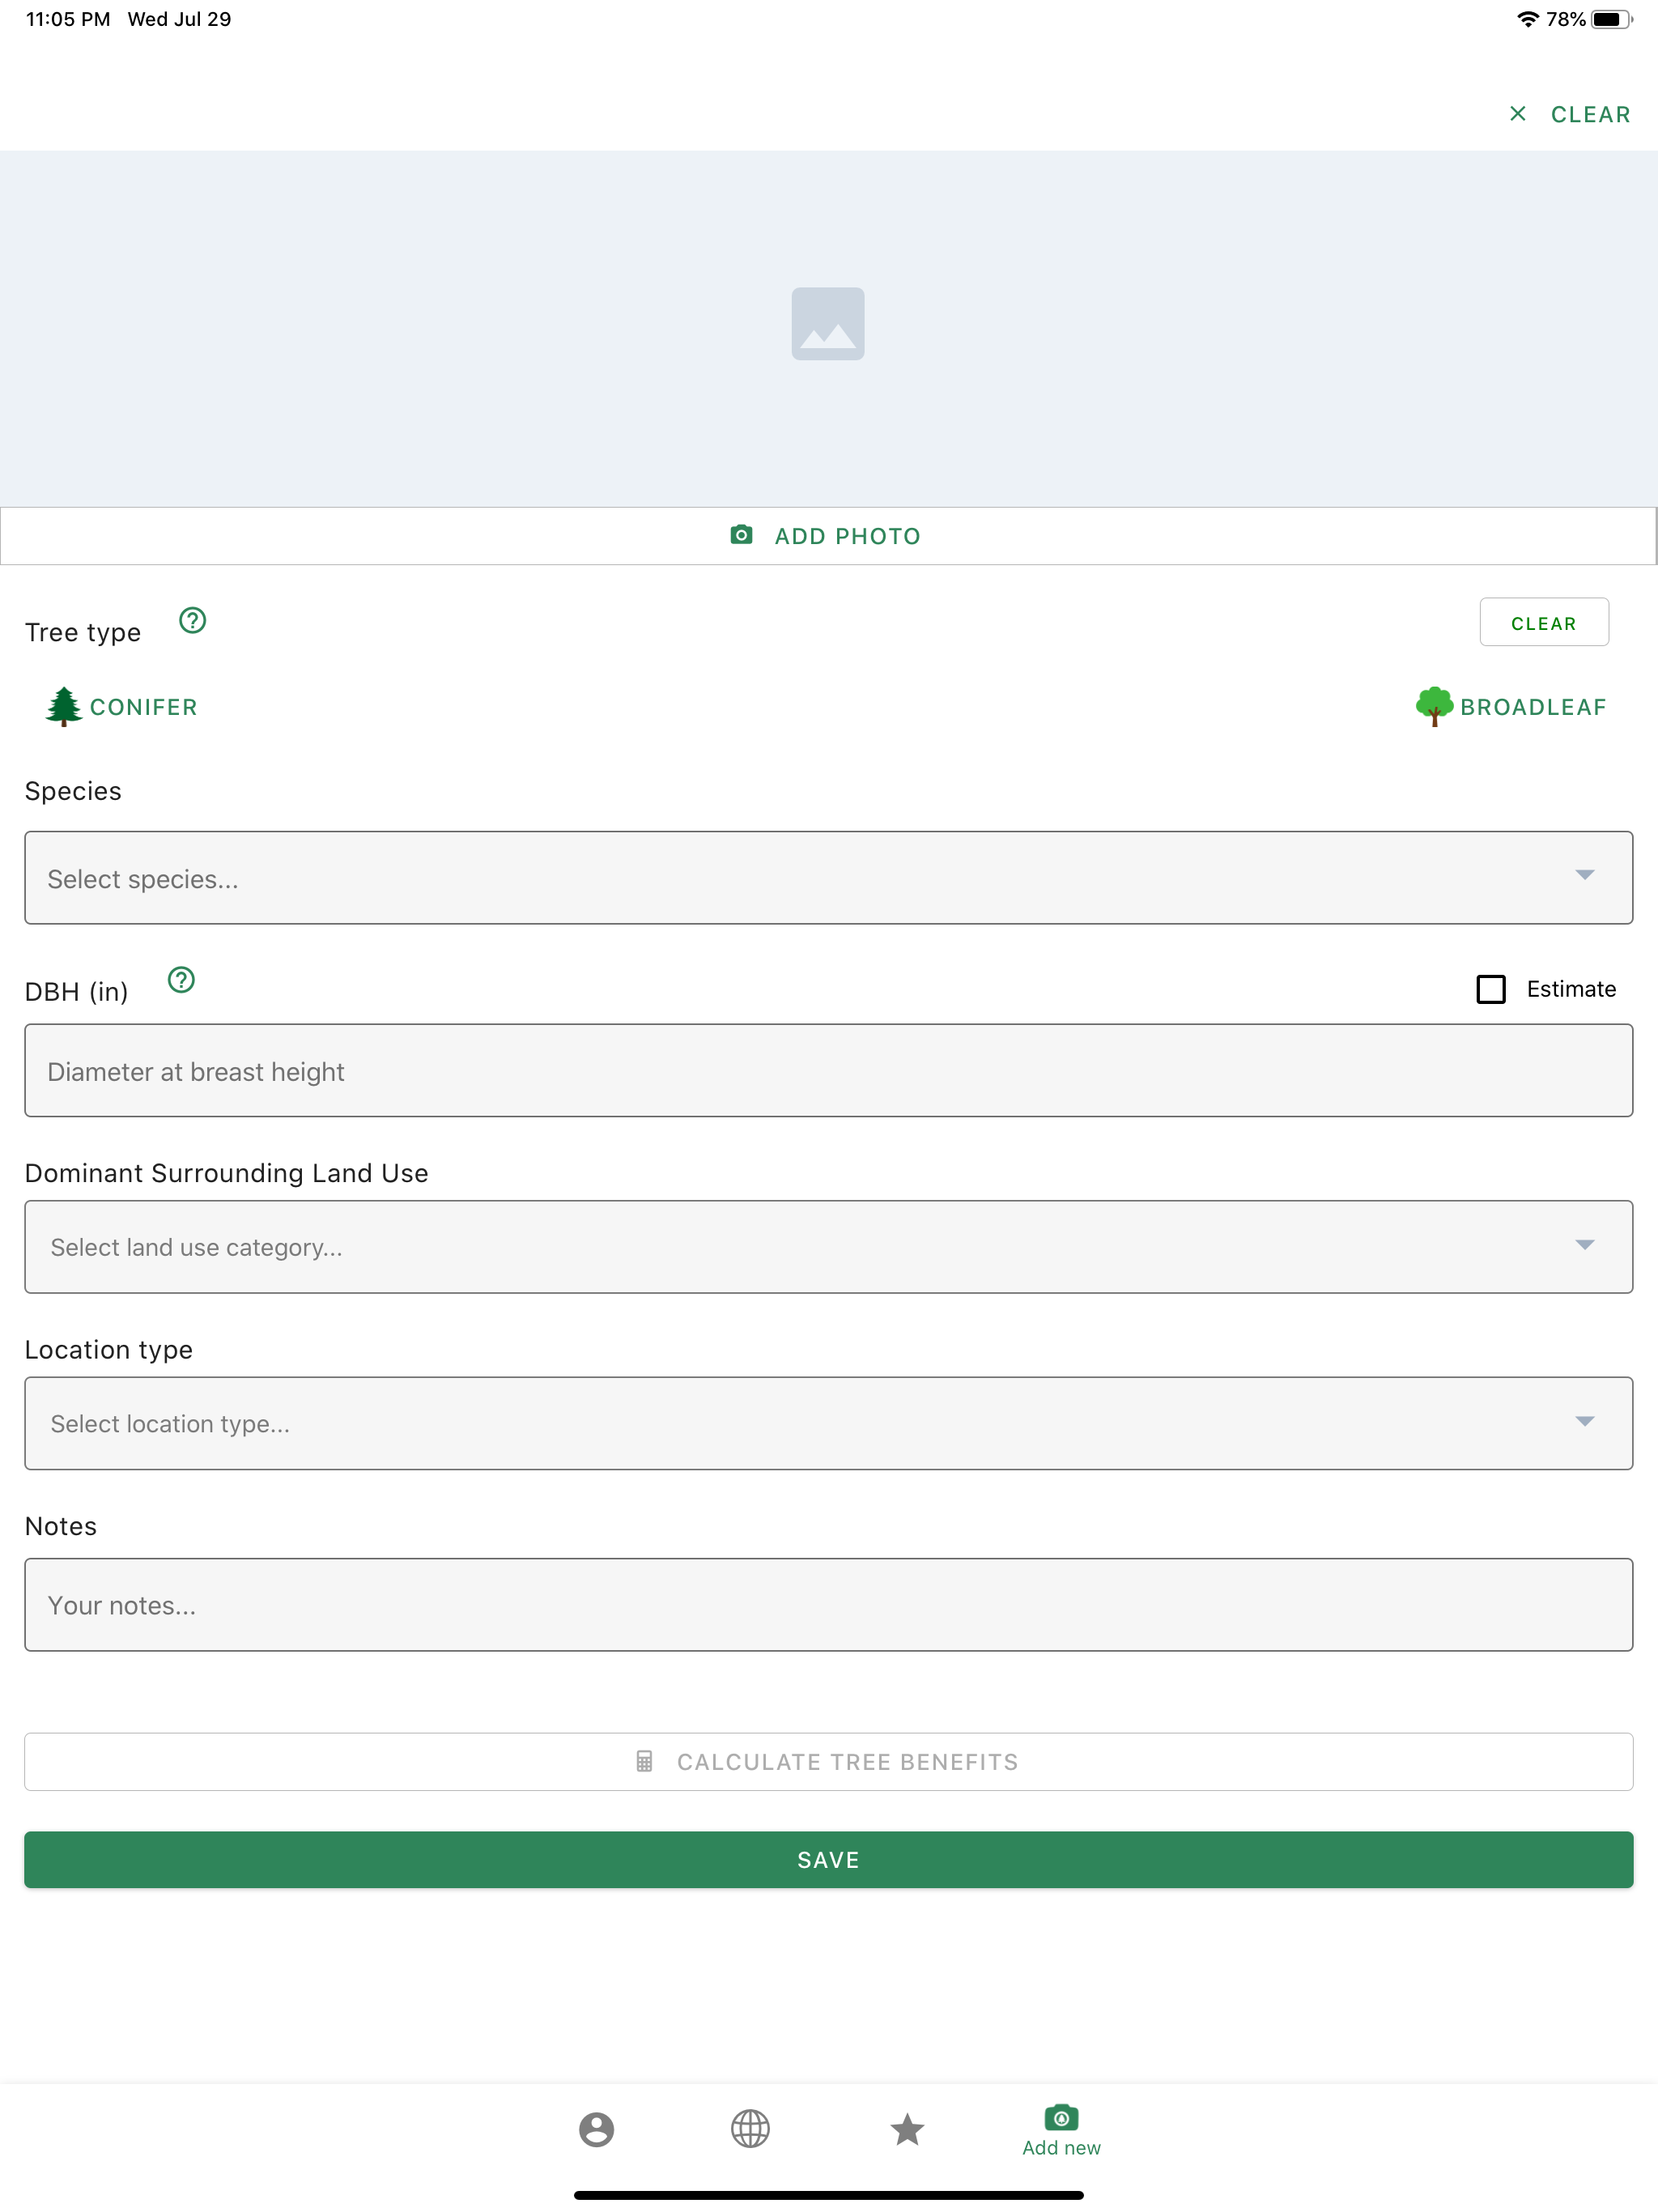 11:05 PM Wed Jul 29 78%
CLEAR
ADD PHOTO
Tree type ? CLEAR
CONIFER BROADLEAF
Species
Select species...
DBH (in) ? Estimate
Diameter at breast height
Dominant Surrounding Land Use
Select land use category...
Location type
Select location type...
Notes
Your notes...
CALCULATE TREE BENEFITS
SAVE
Add new